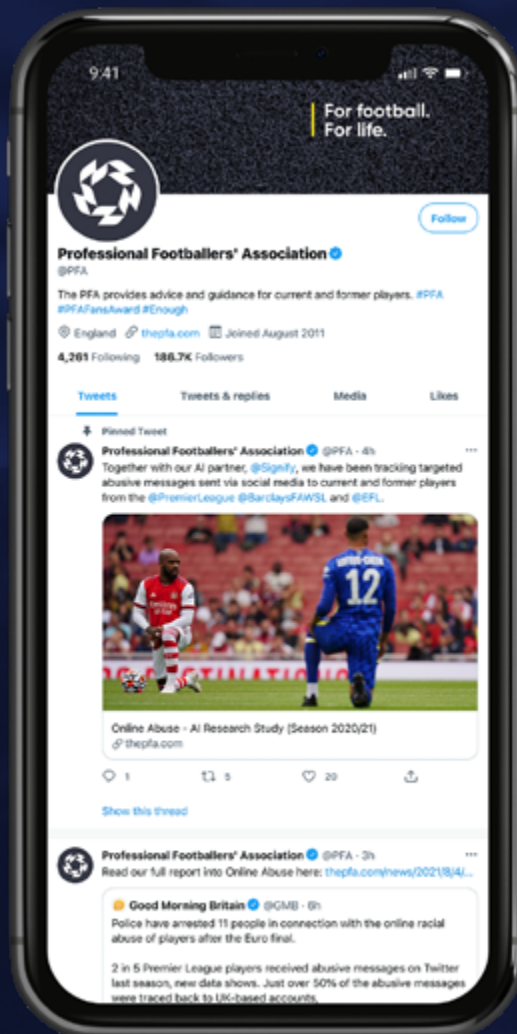 9:41
For football.
For life.
Follow
Professional Footballers' Association
@PFA
The PFA provides advice and guidance for current and former players. #PFA
#PFAFansAward #Enough
England thepfa.com Joined August 2011
4,261 Following 186.7K Followers
Tweets Tweets & replies Media Likes
Pinned Tweet
Professional Footballers' Association @PFA · 4h
Together with our AI partner, @Signify, we have been tracking targeted
abusive messages sent via social media to current and former players
from the @PremierLeague @BarclaysFAWSL and @EFL.
12
Online Abuse - AI Research Study (Season 2020/21)
thepfa.com
1 5 20
Show this thread
Professional Footballers' Association @PFA · 3h
Read our full report into Online Abuse here: thepfa.com/news/2021/8/4/...
Good Morning Britain @GMB · 6h
Police have arrested 11 people in connection with the online racial
abuse of players after the Euro final.
2 in 5 Premier League players received abusive messages on Twitter
last season, new data shows. Just over 50% of the abusive messages
were traced back to UK-based accounts.